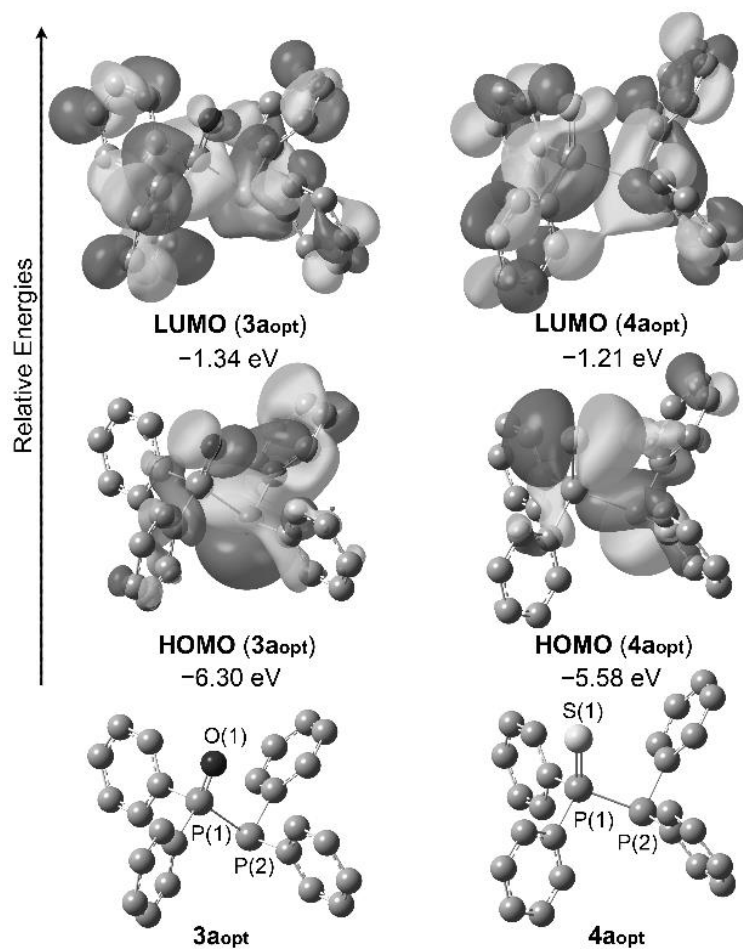 Relative Energies
LUMO (3aopt)
−1.34 eV
LUMO (4aopt)
−1.21 eV
HOMO (3aopt)
−6.30 eV
HOMO (4aopt)
−5.58 eV
O(1)
P(1)
P(2)
3aopt
S(1)
P(1)
P(2)
4aopt